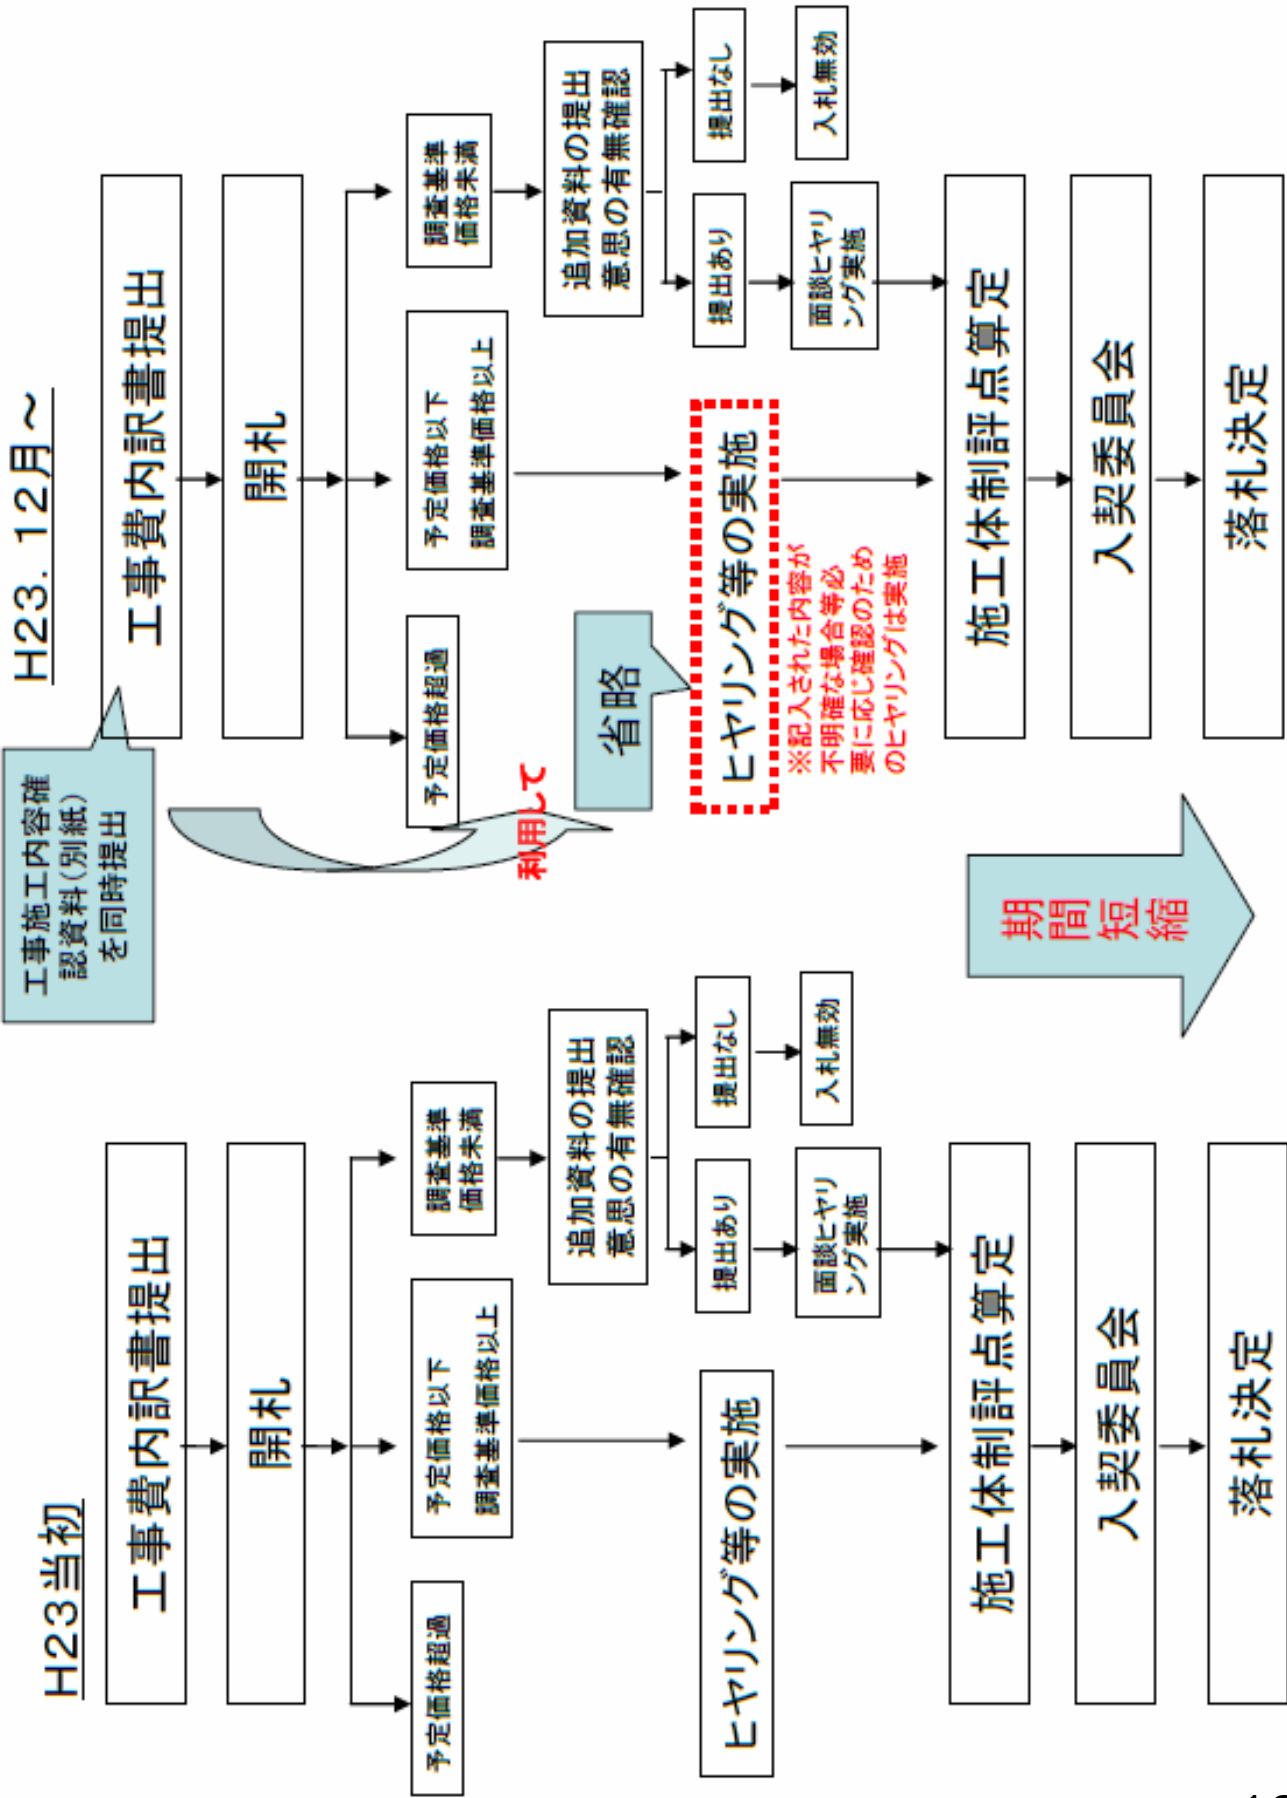 H23当初
工事費内訳書提出
開札
予定価格超過
予定価格以下
調査基準価格以上
調査基準
価格未満
追加資料の提出
意思の有無確認
提出あり
提出なし
ヒヤリング等の実施
面談ヒヤリ
ング実施
入札無効
施工体制評点算定
入契委員会
落札決定
H23. 12月~
工事施工内容確
認資料(別紙)
を同時提出
工事費内訳書提出
開札
予定価格超過
予定価格以下
調査基準価格以上
調査基準
価格未満
利用して
省略
追加資料の提出
意思の有無確認
提出あり
提出なし
ヒヤリング等の実施
※記入された内容が
不明確な場合等必
要に応じ確認のため
のヒヤリングは実施
面談ヒヤリ
ング実施
入札無効
施工体制評点算定
入契委員会
落札決定
期
間
短
縮